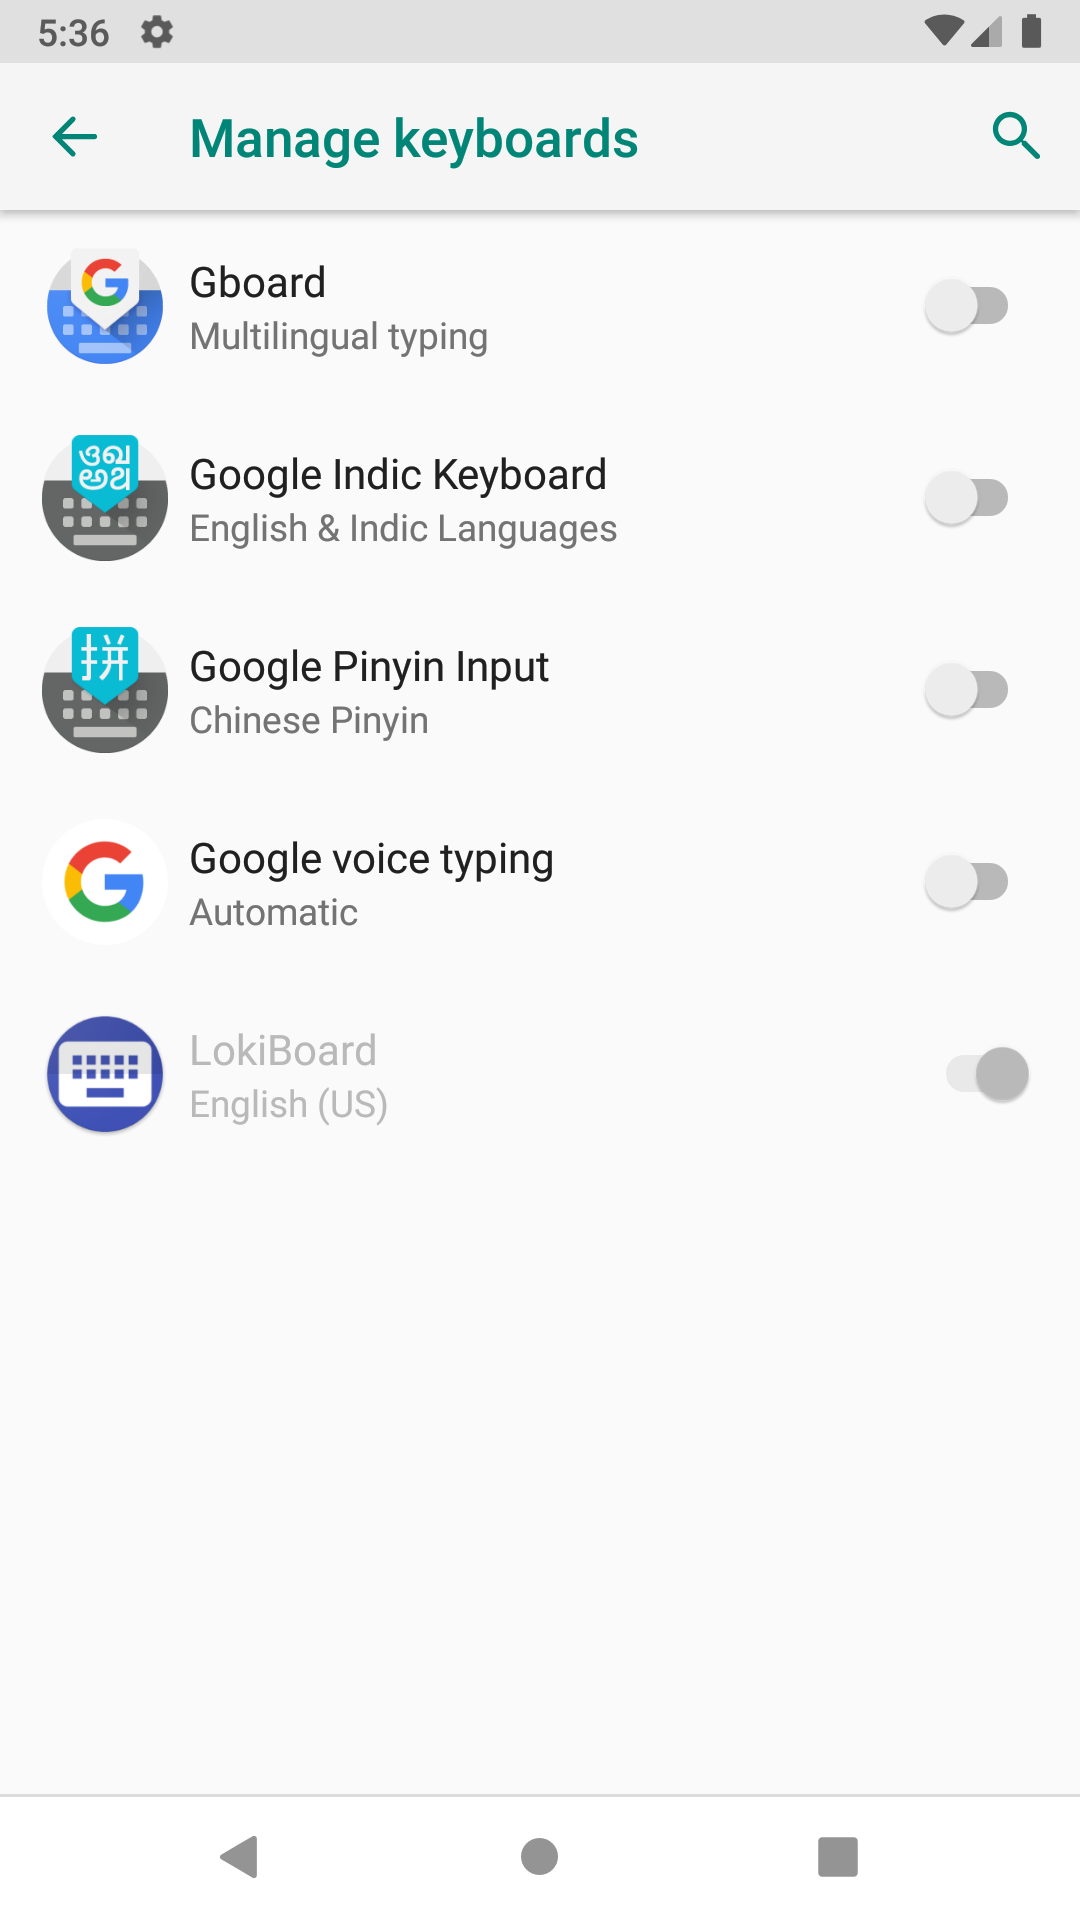 5:36
Manage keyboards
Gboard
Multilingual typing
Google Indic Keyboard
English & Indic Languages
拼
Google Pinyin Input
Chinese Pinyin
Google voice typing
Automatic
LokiBoard
English (US)